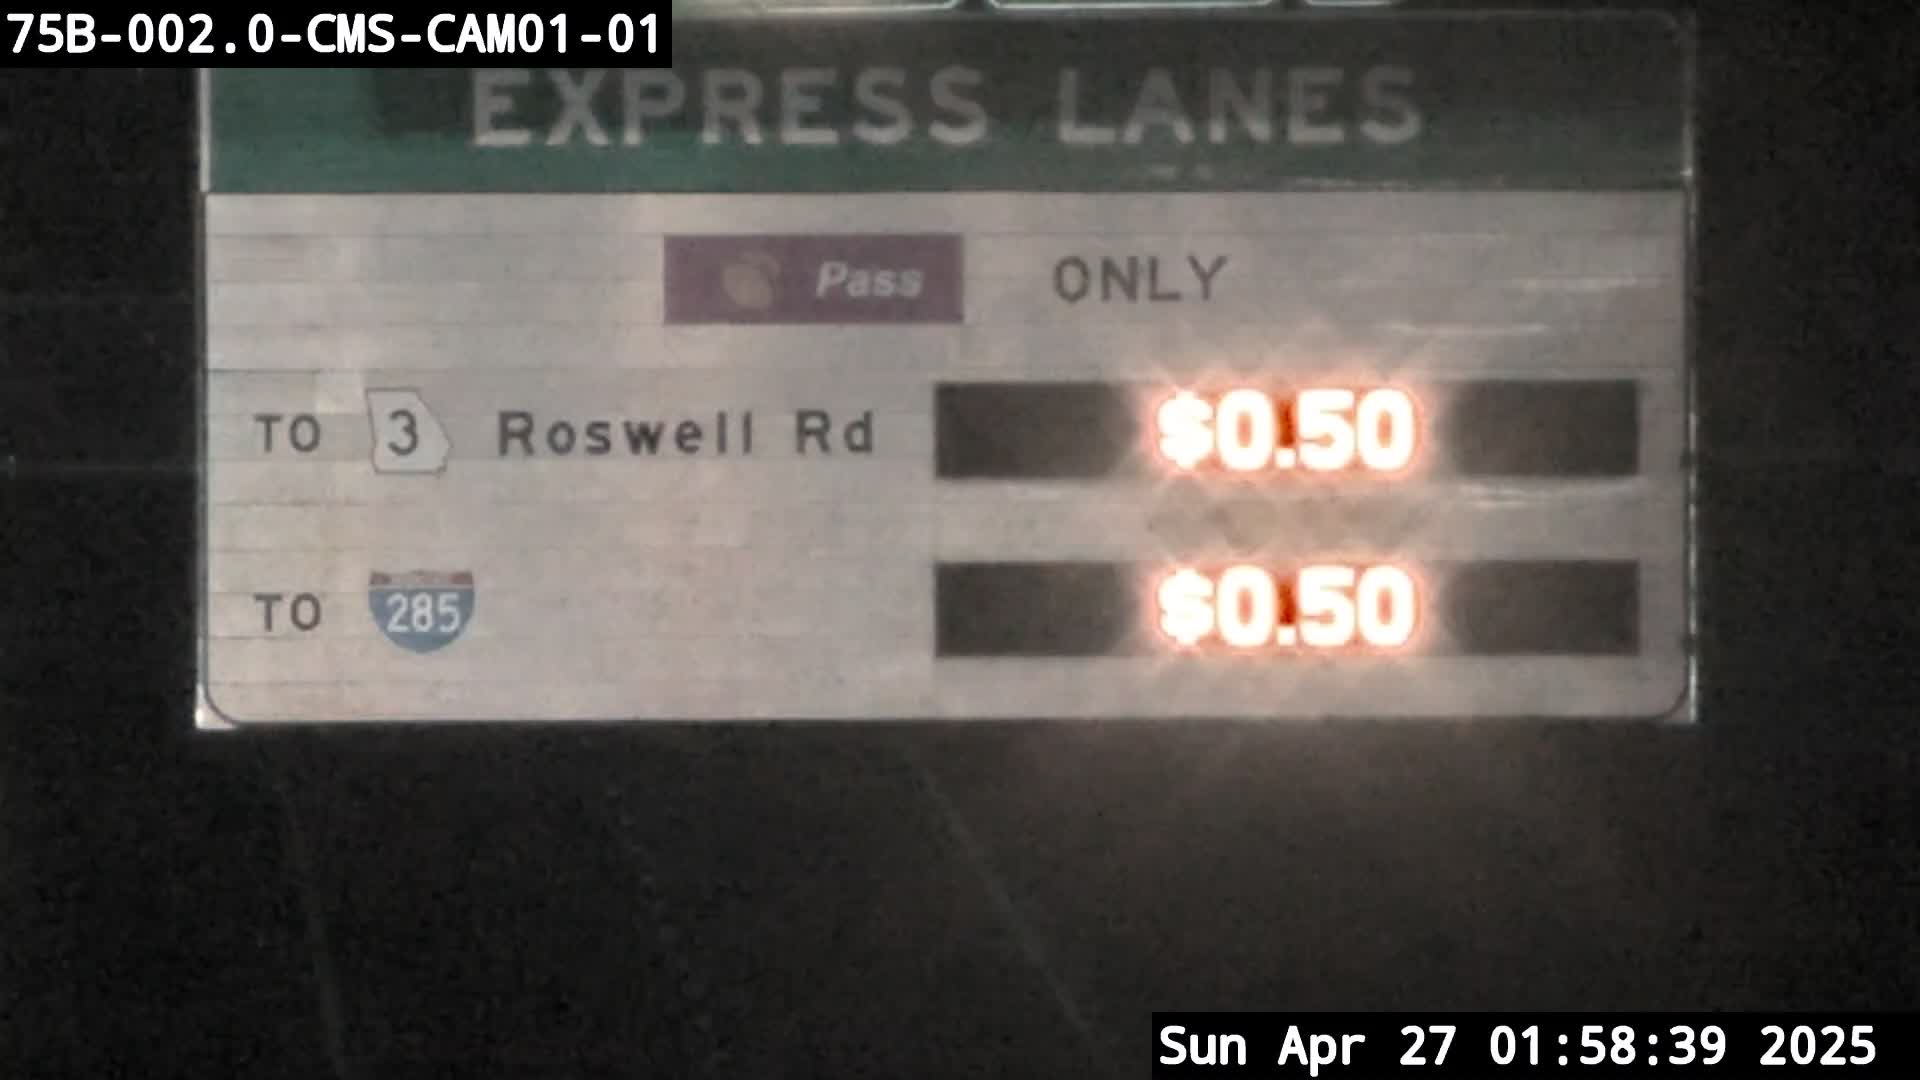 75B-002.0-CMS-CAM01-01
EXPRESS LANES
Pass ONLY
TO 3 Roswell Rd $0.50
TO 285 $0.50
Sun Apr 27 01:58:39 2025